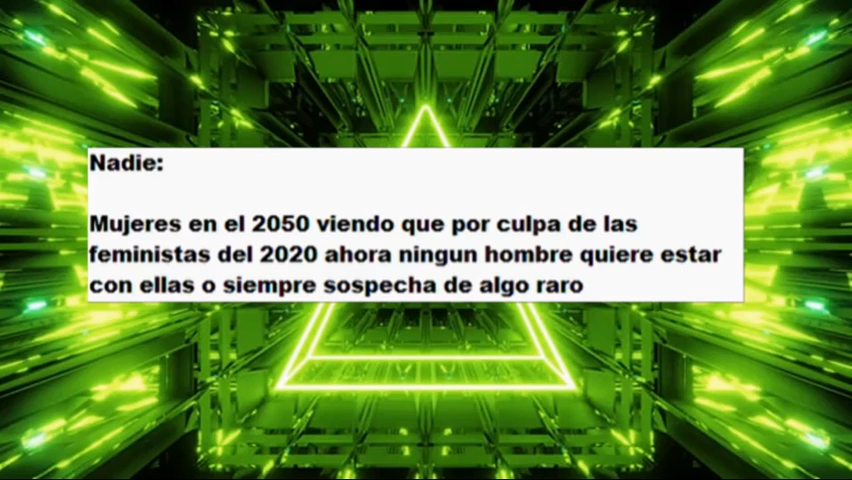 Nadie:
Mujeres en el 2050 viendo que por culpa de las
feministas del 2020 ahora ningun hombre quiere estar
con ellas o siempre sospecha de algo raro